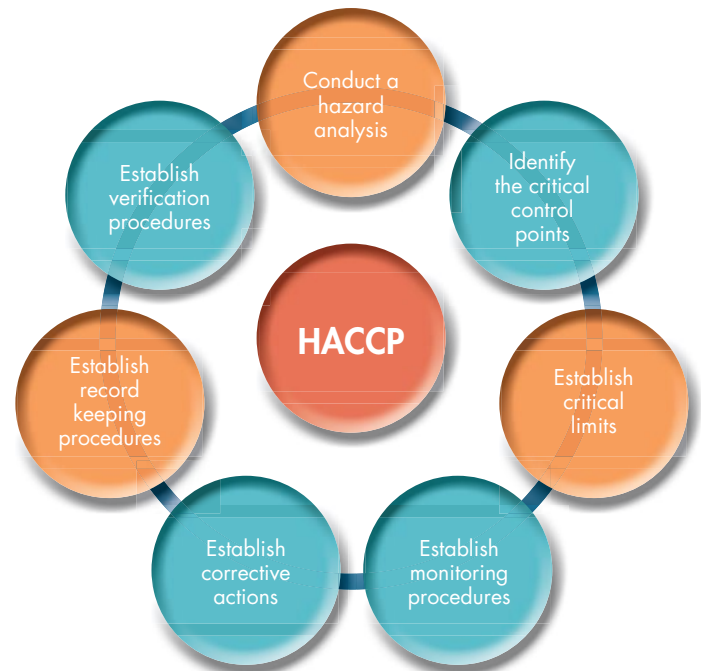 Conduct a
hazard
analysis
Identify
the critical
control
points
Establish
critical
limits
Establish
monitoring
procedures
Establish
corrective
actions
Establish
record
keeping
procedures
Establish
verification
procedures
HACCP